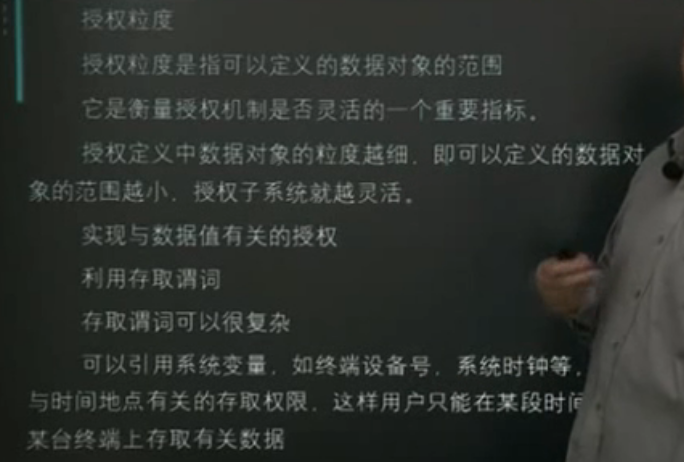 授权粒度
授权粒度是指可以定义的数据对象的范围
它是衡量授权机制是否灵活的一个重要指标。
授权定义中数据对象的粒度越细，即可以定义的数据对
象的范围越小，授权子系统就越灵活。
实现与数据值有关的授权
利用存取谓词
存取谓词可以很复杂
可以引用系统变量，如终端设备号，系统时钟等，
与时间地点有关的存取权限，这样用户只能在某段时间
某台终端上存取有关数据